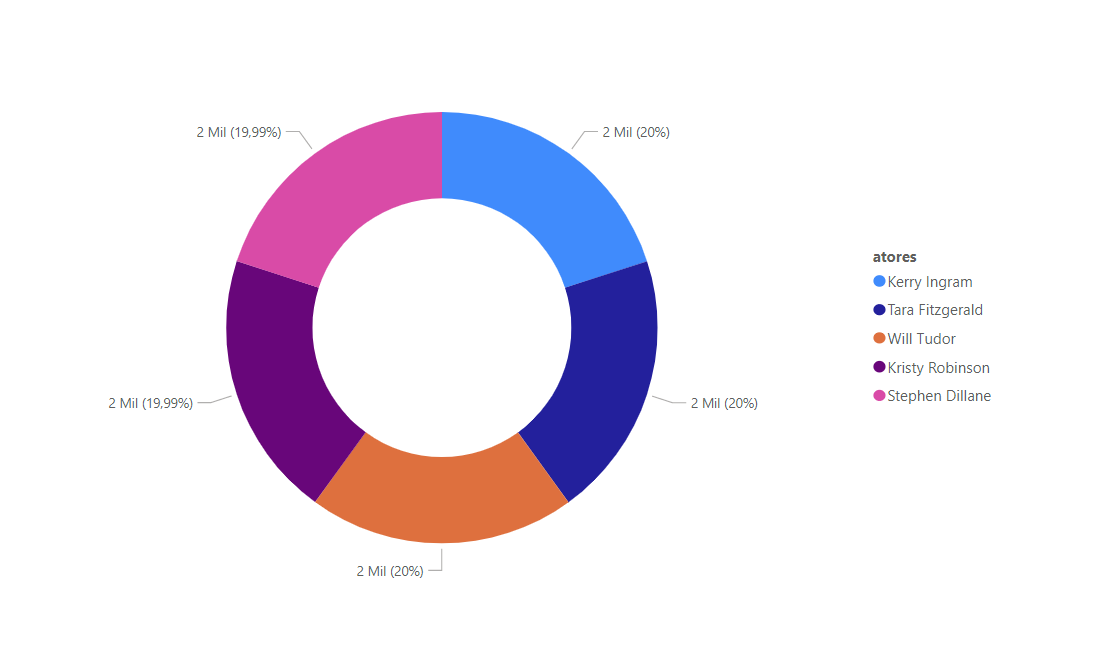 2 Mil (19,99%)
2 Mil (20%)
2 Mil (19,99%)
2 Mil (20%)
2 Mil (20%)
atores
Kerry Ingram
Tara Fitzgerald
Will Tudor
Kristy Robinson
Stephen Dillane